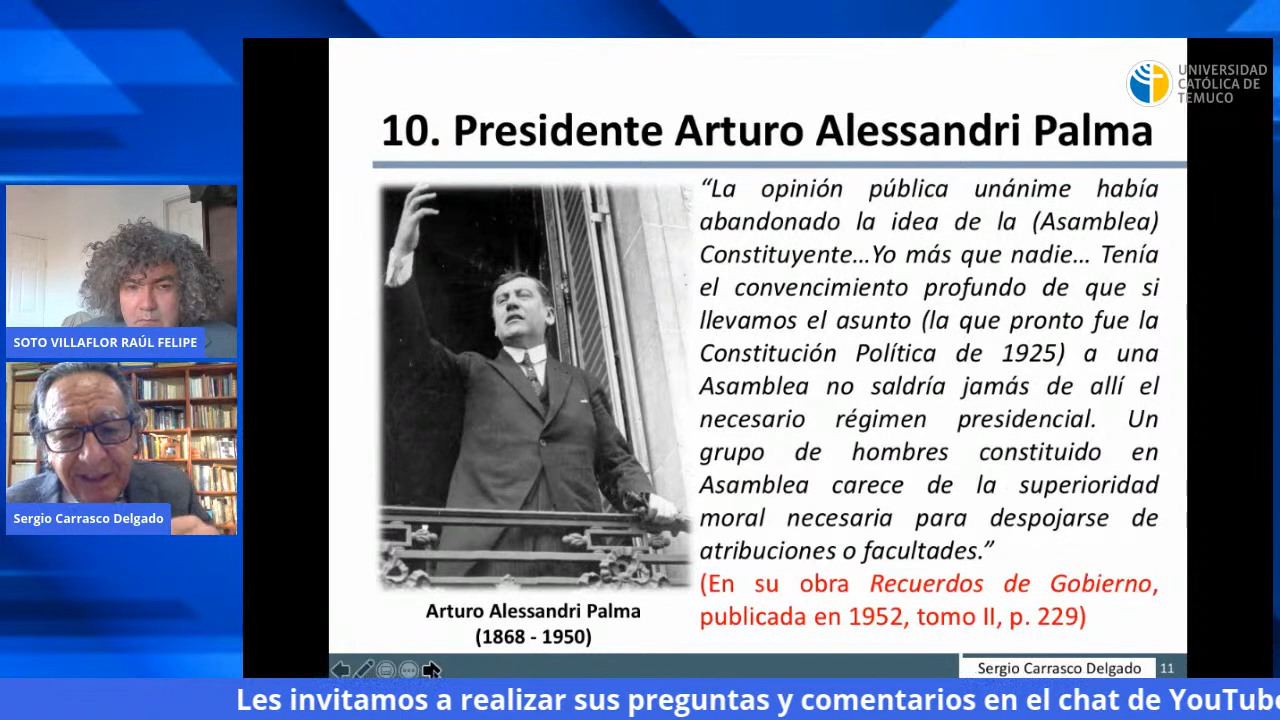 UNIVERSIDAD
CATÓLICA DE
TEMUCO
10. Presidente Arturo Alessandri Palma
“La opinión pública unánime había
abandonado la idea de la (Asamblea)
Constituyente…Yo más que nadie… Tenía
el convencimiento profundo de que si
llevamos el asunto (la que pronto fue la
Constitución Política de 1925) a una
Asamblea no saldría jamás de allí el
necesario régimen presidencial. Un
grupo de hombres constituido en
Asamblea carece de la superioridad
moral necesaria para despojarse de
atribuciones o facultades.”
(En su obra Recuerdos de Gobierno,
publicada en 1952, tomo II, p. 229)
Arturo Alessandri Palma
(1868 - 1950)
Sergio Carrasco Delgado
11
SOTO VILLAFLOR RAÚL FELIPE
Sergio Carrasco Delgado
Les invitamos a realizar sus preguntas y comentarios en el chat de YouTube